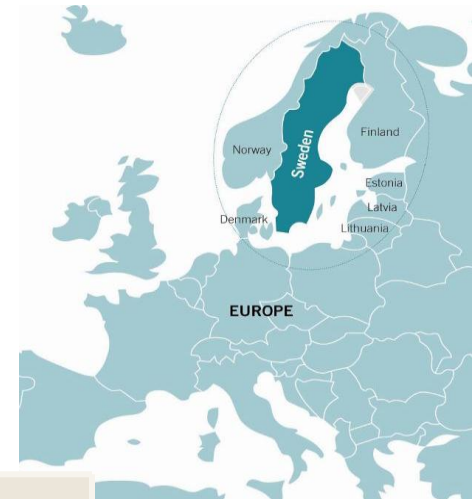 Norway
Sweden
Finland
Estonia
Denmark
Latvia
Lithuania
EUROPE